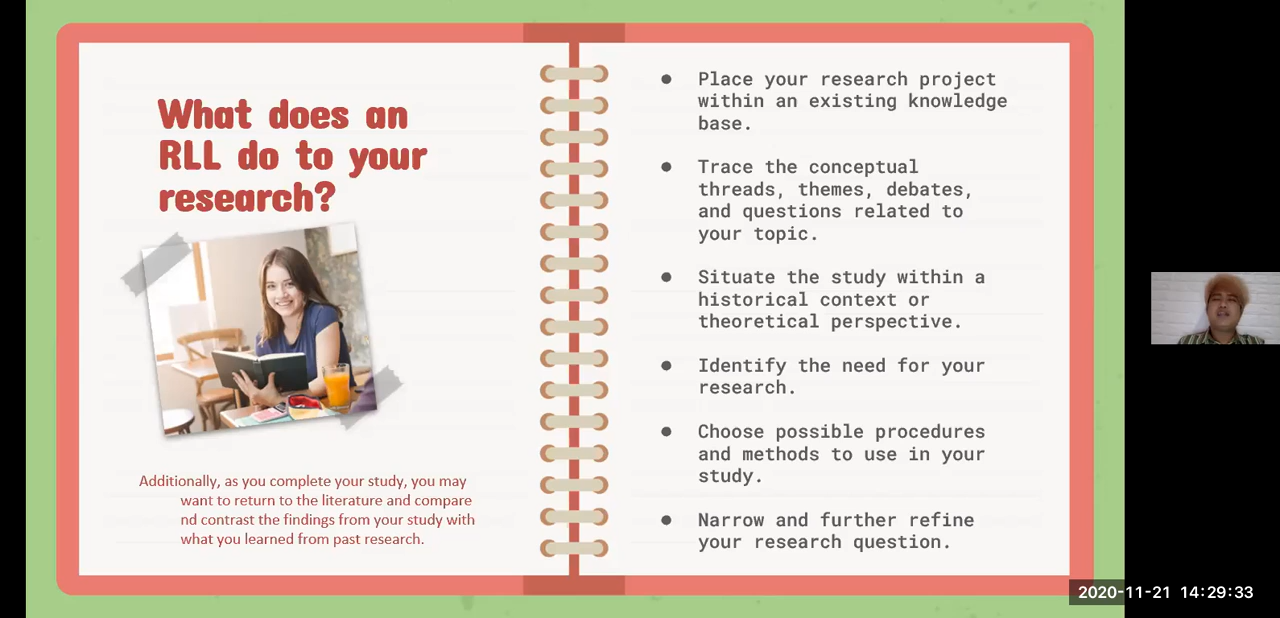 What does an
RLL do to your
research?
Additionally, as you complete your study, you may
want to return to the literature and compare
nd contrast the findings from your study with
what you learned from past research.
● Place your research project
within an existing knowledge
base.
● Trace the conceptual
threads, themes, debates,
and questions related to
your topic.
● Situate the study within a
historical context or
theoretical perspective.
● Identify the need for your
research.
● Choose possible procedures
and methods to use in your
study.
● Narrow and further refine
your research question.
2020-11-21 14:29:33